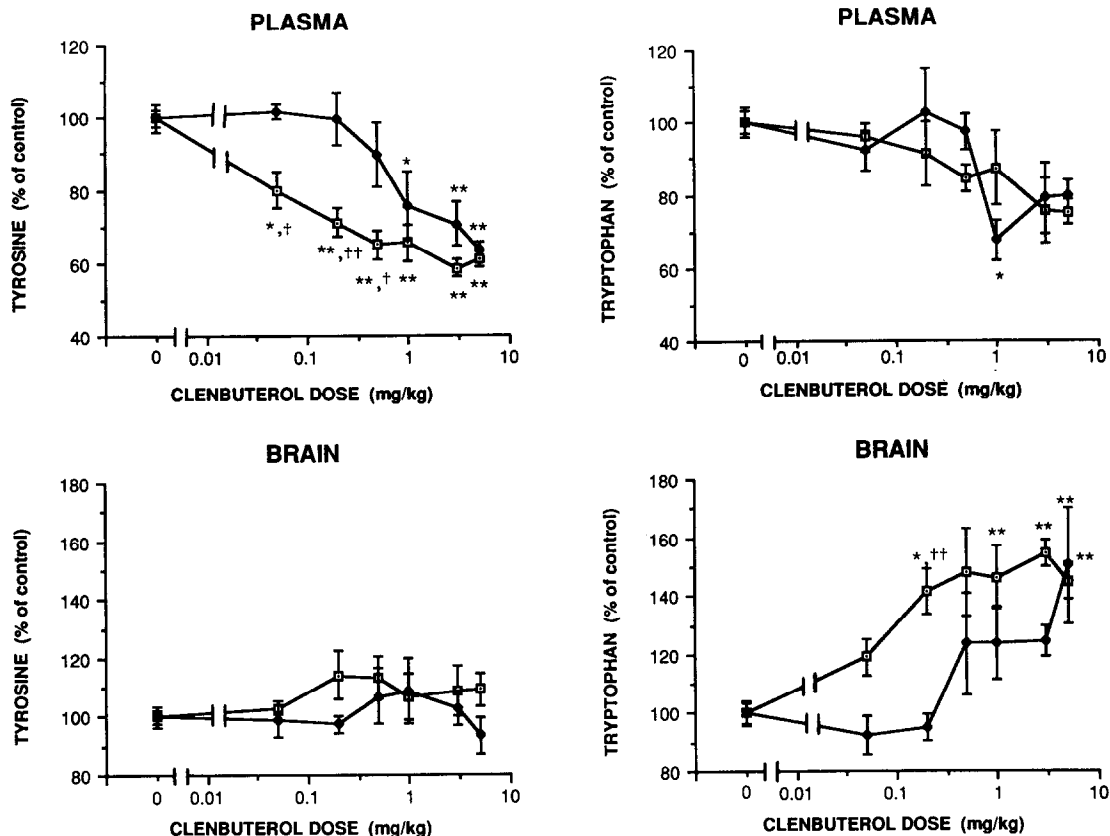 PLASMA
TYROSINE (% of control)
120
100
80
60
40
*
**
**
*,†
**,††
**,† **
**
**
0 0.01 0.1 1 10
CLENBUTEROL DOSE (mg/kg)
PLASMA
TRYPTOPHAN (% of control)
120
100
80
60
40
*
0 0.01 0.1 1 10
CLENBUTEROL DOSE (mg/kg)
BRAIN
TYROSINE (% of control)
180
160
140
120
100
80
0 0.01 0.1 1 10
CLENBUTEROL DOSE (mg/kg)
BRAIN
TRYPTOPHAN (% of control)
180
160
140
120
100
80
*,††
**
**
**
**
0 0.01 0.1 1 10
CLENBUTEROL DOSE (mg/kg)